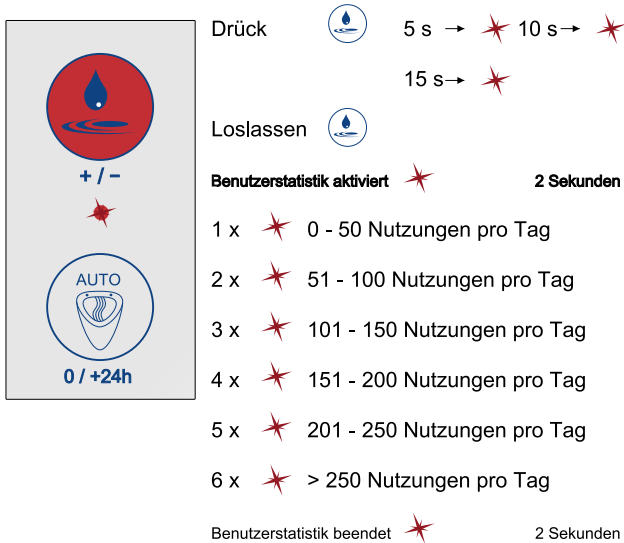 + / −
AUTO
0 / +24h
Drück 5 s → 10 s →
15 s →
Loslassen
Benutzerstatistik aktiviert 2 Sekunden
1 x 0 - 50 Nutzungen pro Tag
2 x 51 - 100 Nutzungen pro Tag
3 x 101 - 150 Nutzungen pro Tag
4 x 151 - 200 Nutzungen pro Tag
5 x 201 - 250 Nutzungen pro Tag
6 x > 250 Nutzungen pro Tag
Benutzerstatistik beendet 2 Sekunden